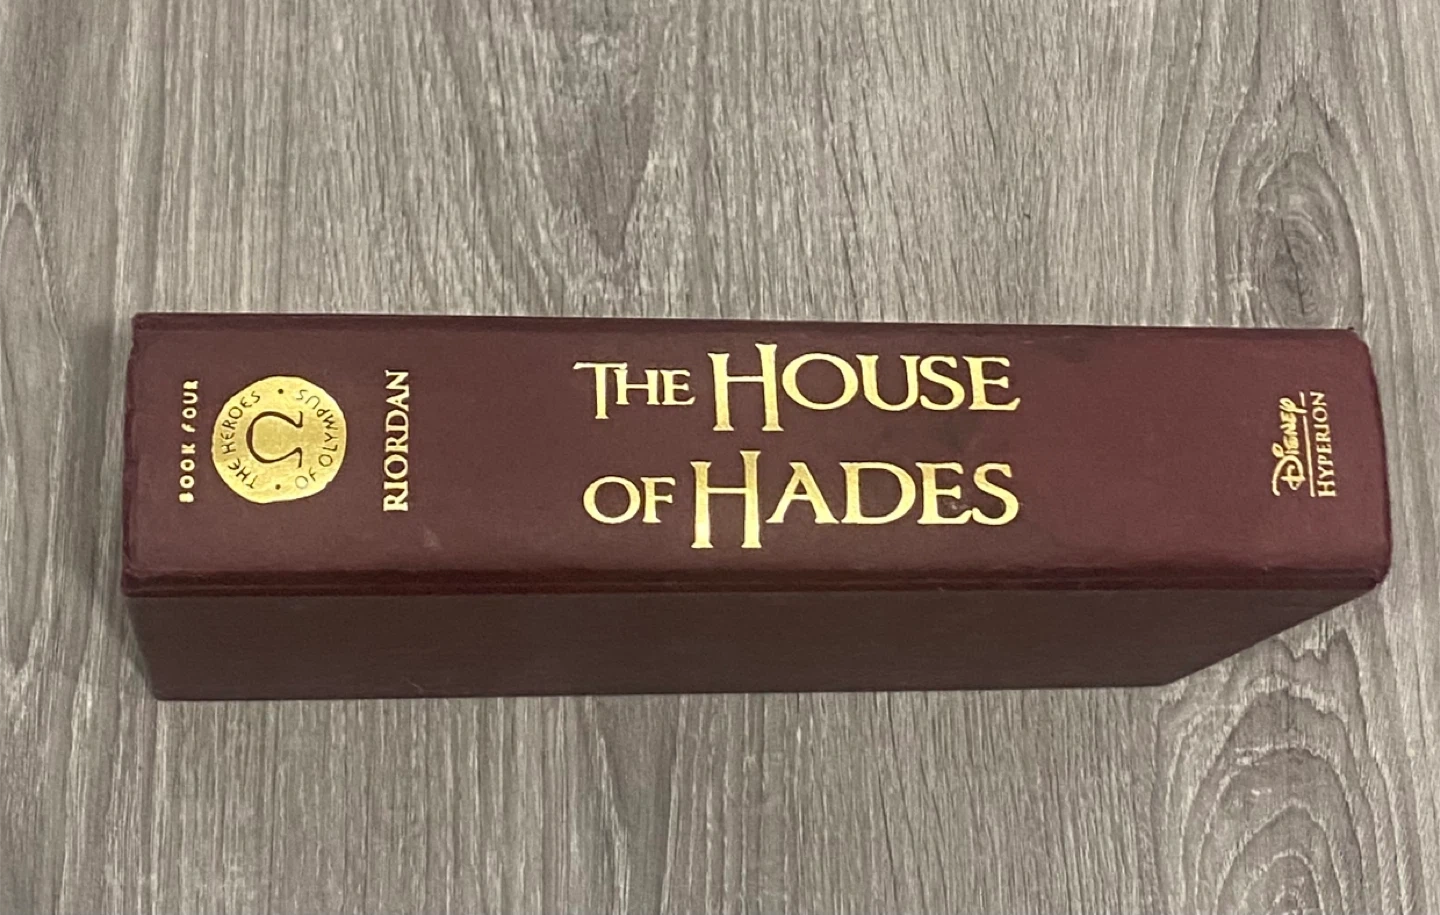 BOOK FOUR
THE HEROES
OF OLYMPUS
Ω
RIORDAN
THE HOUSE
OF HADES
DISNEY
HYPERION